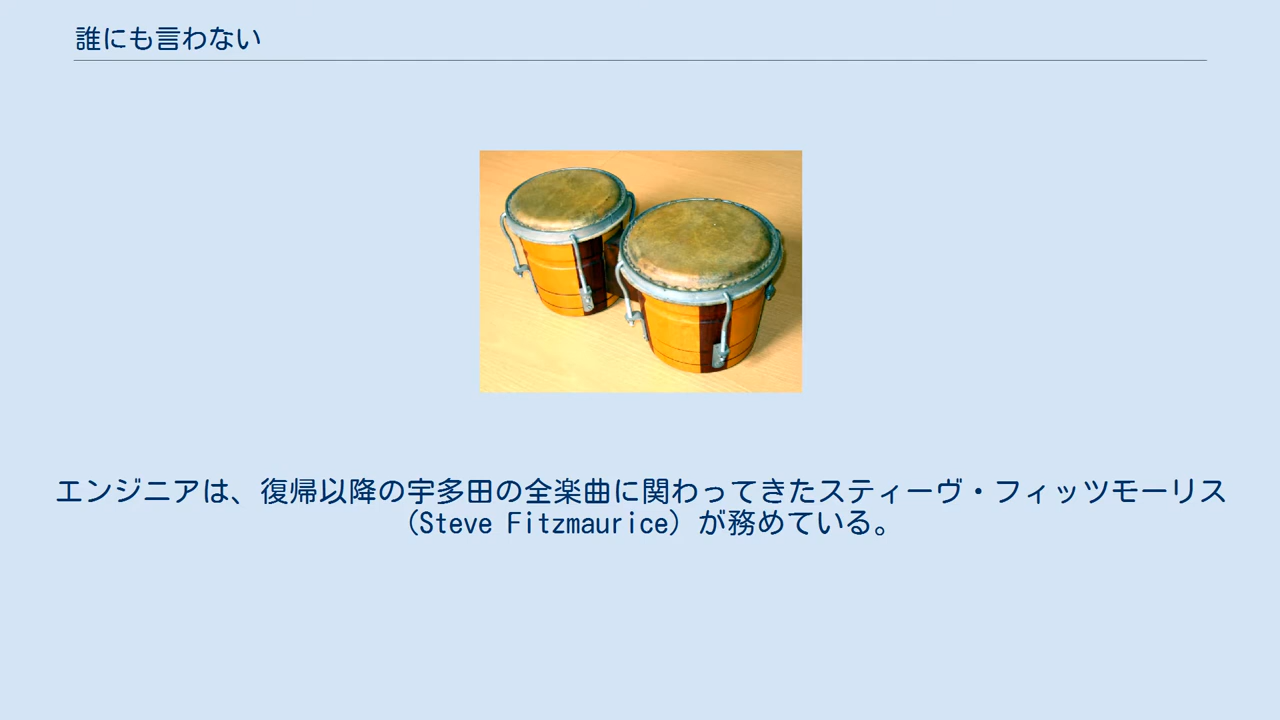 誰にも言わない
エンジニアは、復帰以降の宇多田の全楽曲に関わってきたスティーヴ・フィッツモーリス
（Steve Fitzmaurice）が務めている。